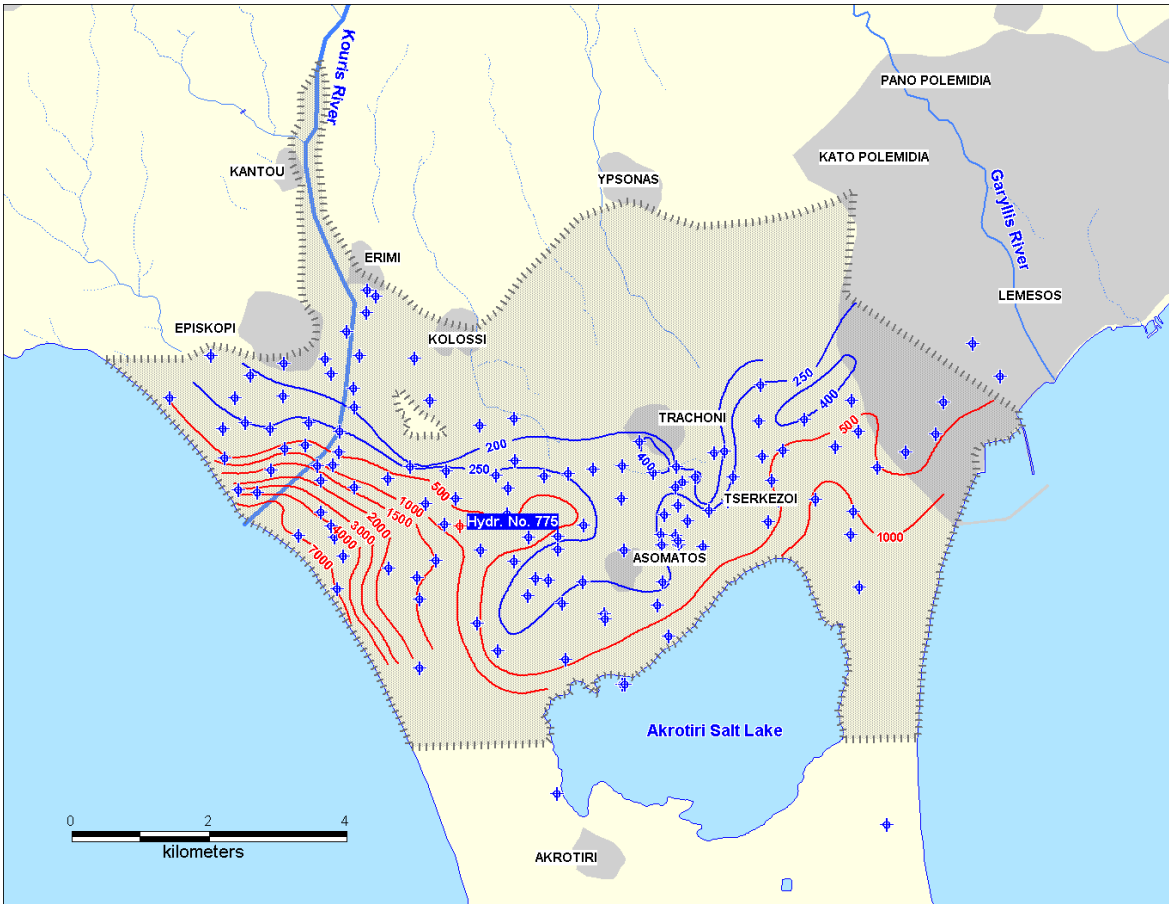 Kouris River
PANO POLEMIDIA
KATO POLEMIDIA
Garyllis River
KANTOU
YPSONAS
ERIMI
LEMESOS
EPISKOPI
KOLOSSI
250
400
TRACHONI
500
200
400
250
500
TSERKEZOI
1000
1500
2000
3000
4000
7000
Hydr. No. 775
1000
ASOMATOS
Akrotiri Salt Lake
0 2 4
kilometers
AKROTIRI